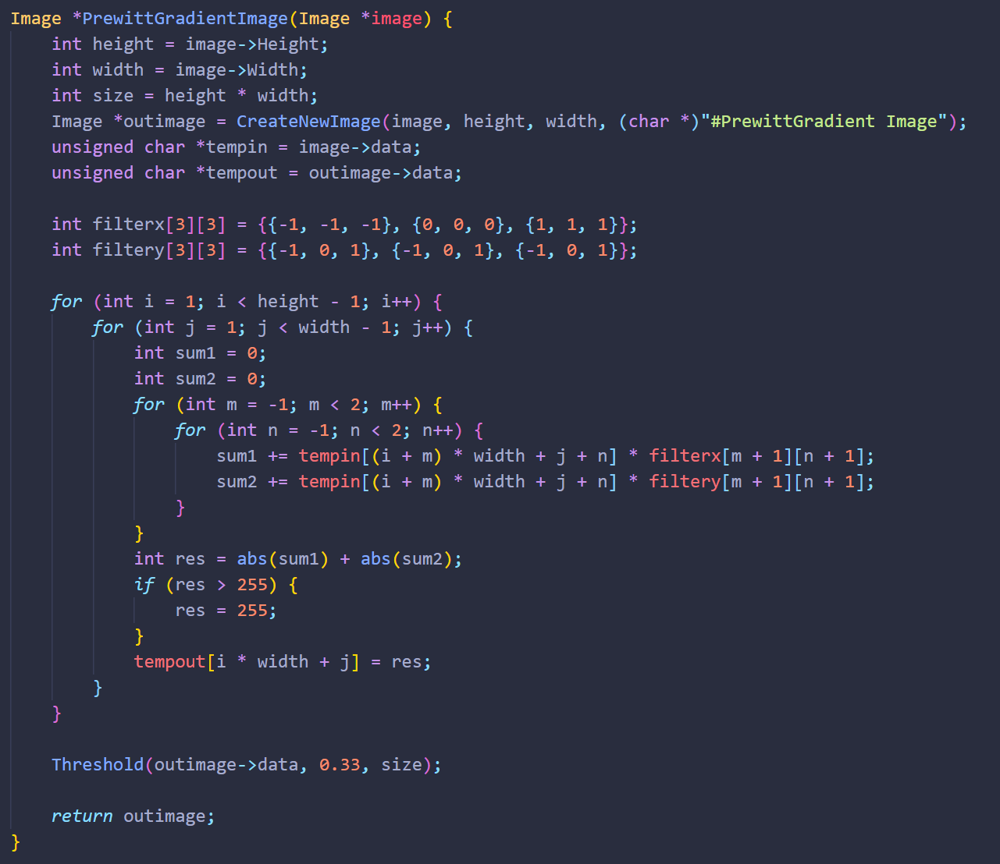 Image *PrewittGradientImage(Image *image) {
    int height = image->Height;
    int width = image->Width;
    int size = height * width;
    Image *outimage = CreateNewImage(image, height, width, (char *)"#PrewittGradient Image");
    unsigned char *tempin = image->data;
    unsigned char *tempout = outimage->data;

    int filterx[3][3] = {{-1, -1, -1}, {0, 0, 0}, {1, 1, 1}};
    int filtery[3][3] = {{-1, 0, 1}, {-1, 0, 1}, {-1, 0, 1}};

    for (int i = 1; i < height - 1; i++) {
        for (int j = 1; j < width - 1; j++) {
            int sum1 = 0;
            int sum2 = 0;
            for (int m = -1; m < 2; m++) {
                for (int n = -1; n < 2; n++) {
                    sum1 += tempin[(i + m) * width + j + n] * filterx[m + 1][n + 1];
                    sum2 += tempin[(i + m) * width + j + n] * filtery[m + 1][n + 1];
                }
            }
            int res = abs(sum1) + abs(sum2);
            if (res > 255) {
                res = 255;
            }
            tempout[i * width + j] = res;
        }
    }

    Threshold(outimage->data, 0.33, size);

    return outimage;
}